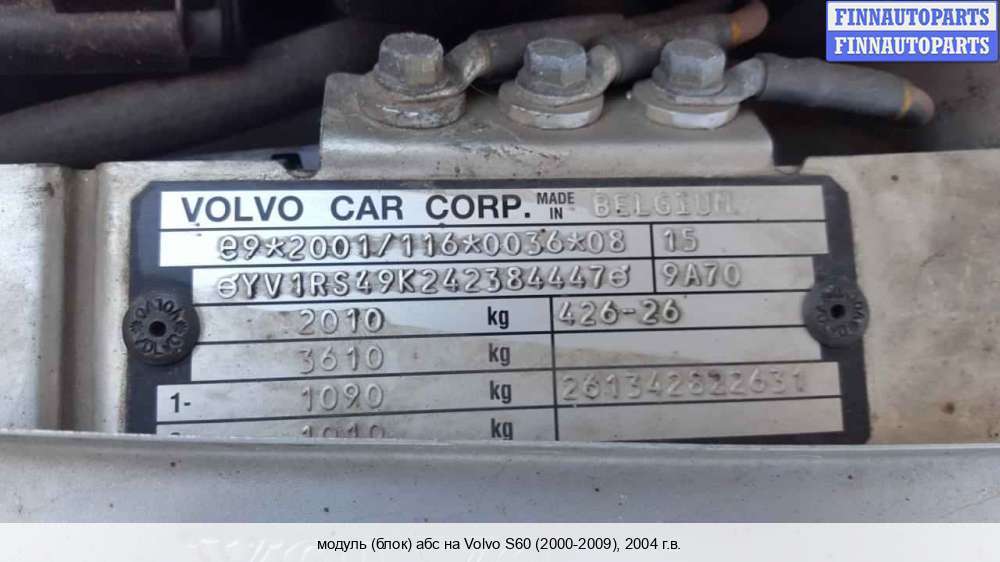 FINNAUTOPARTS
FINNAUTOPARTS
VOLVO CAR CORP. MADE IN BELGIUM
e9*2001/116*0036*08 15
YV1RS49K242384447 9A70
2010 kg 426-26
3610
1- 1090 kg 261342822631
1010 kg
модуль (блок) абс на Volvo S60 (2000-2009), 2004 г.в.